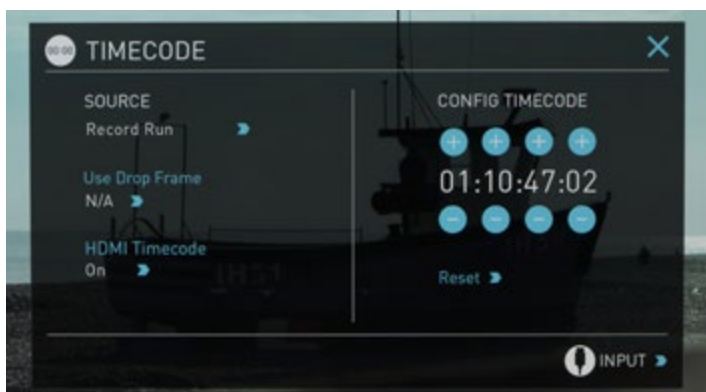 00:00 TIMECODE
SOURCE
Record Run
Use Drop Frame
N/A
HDMI Timecode
On
CONFIG TIMECODE
01:10:47:02
Reset
INPUT
IH51